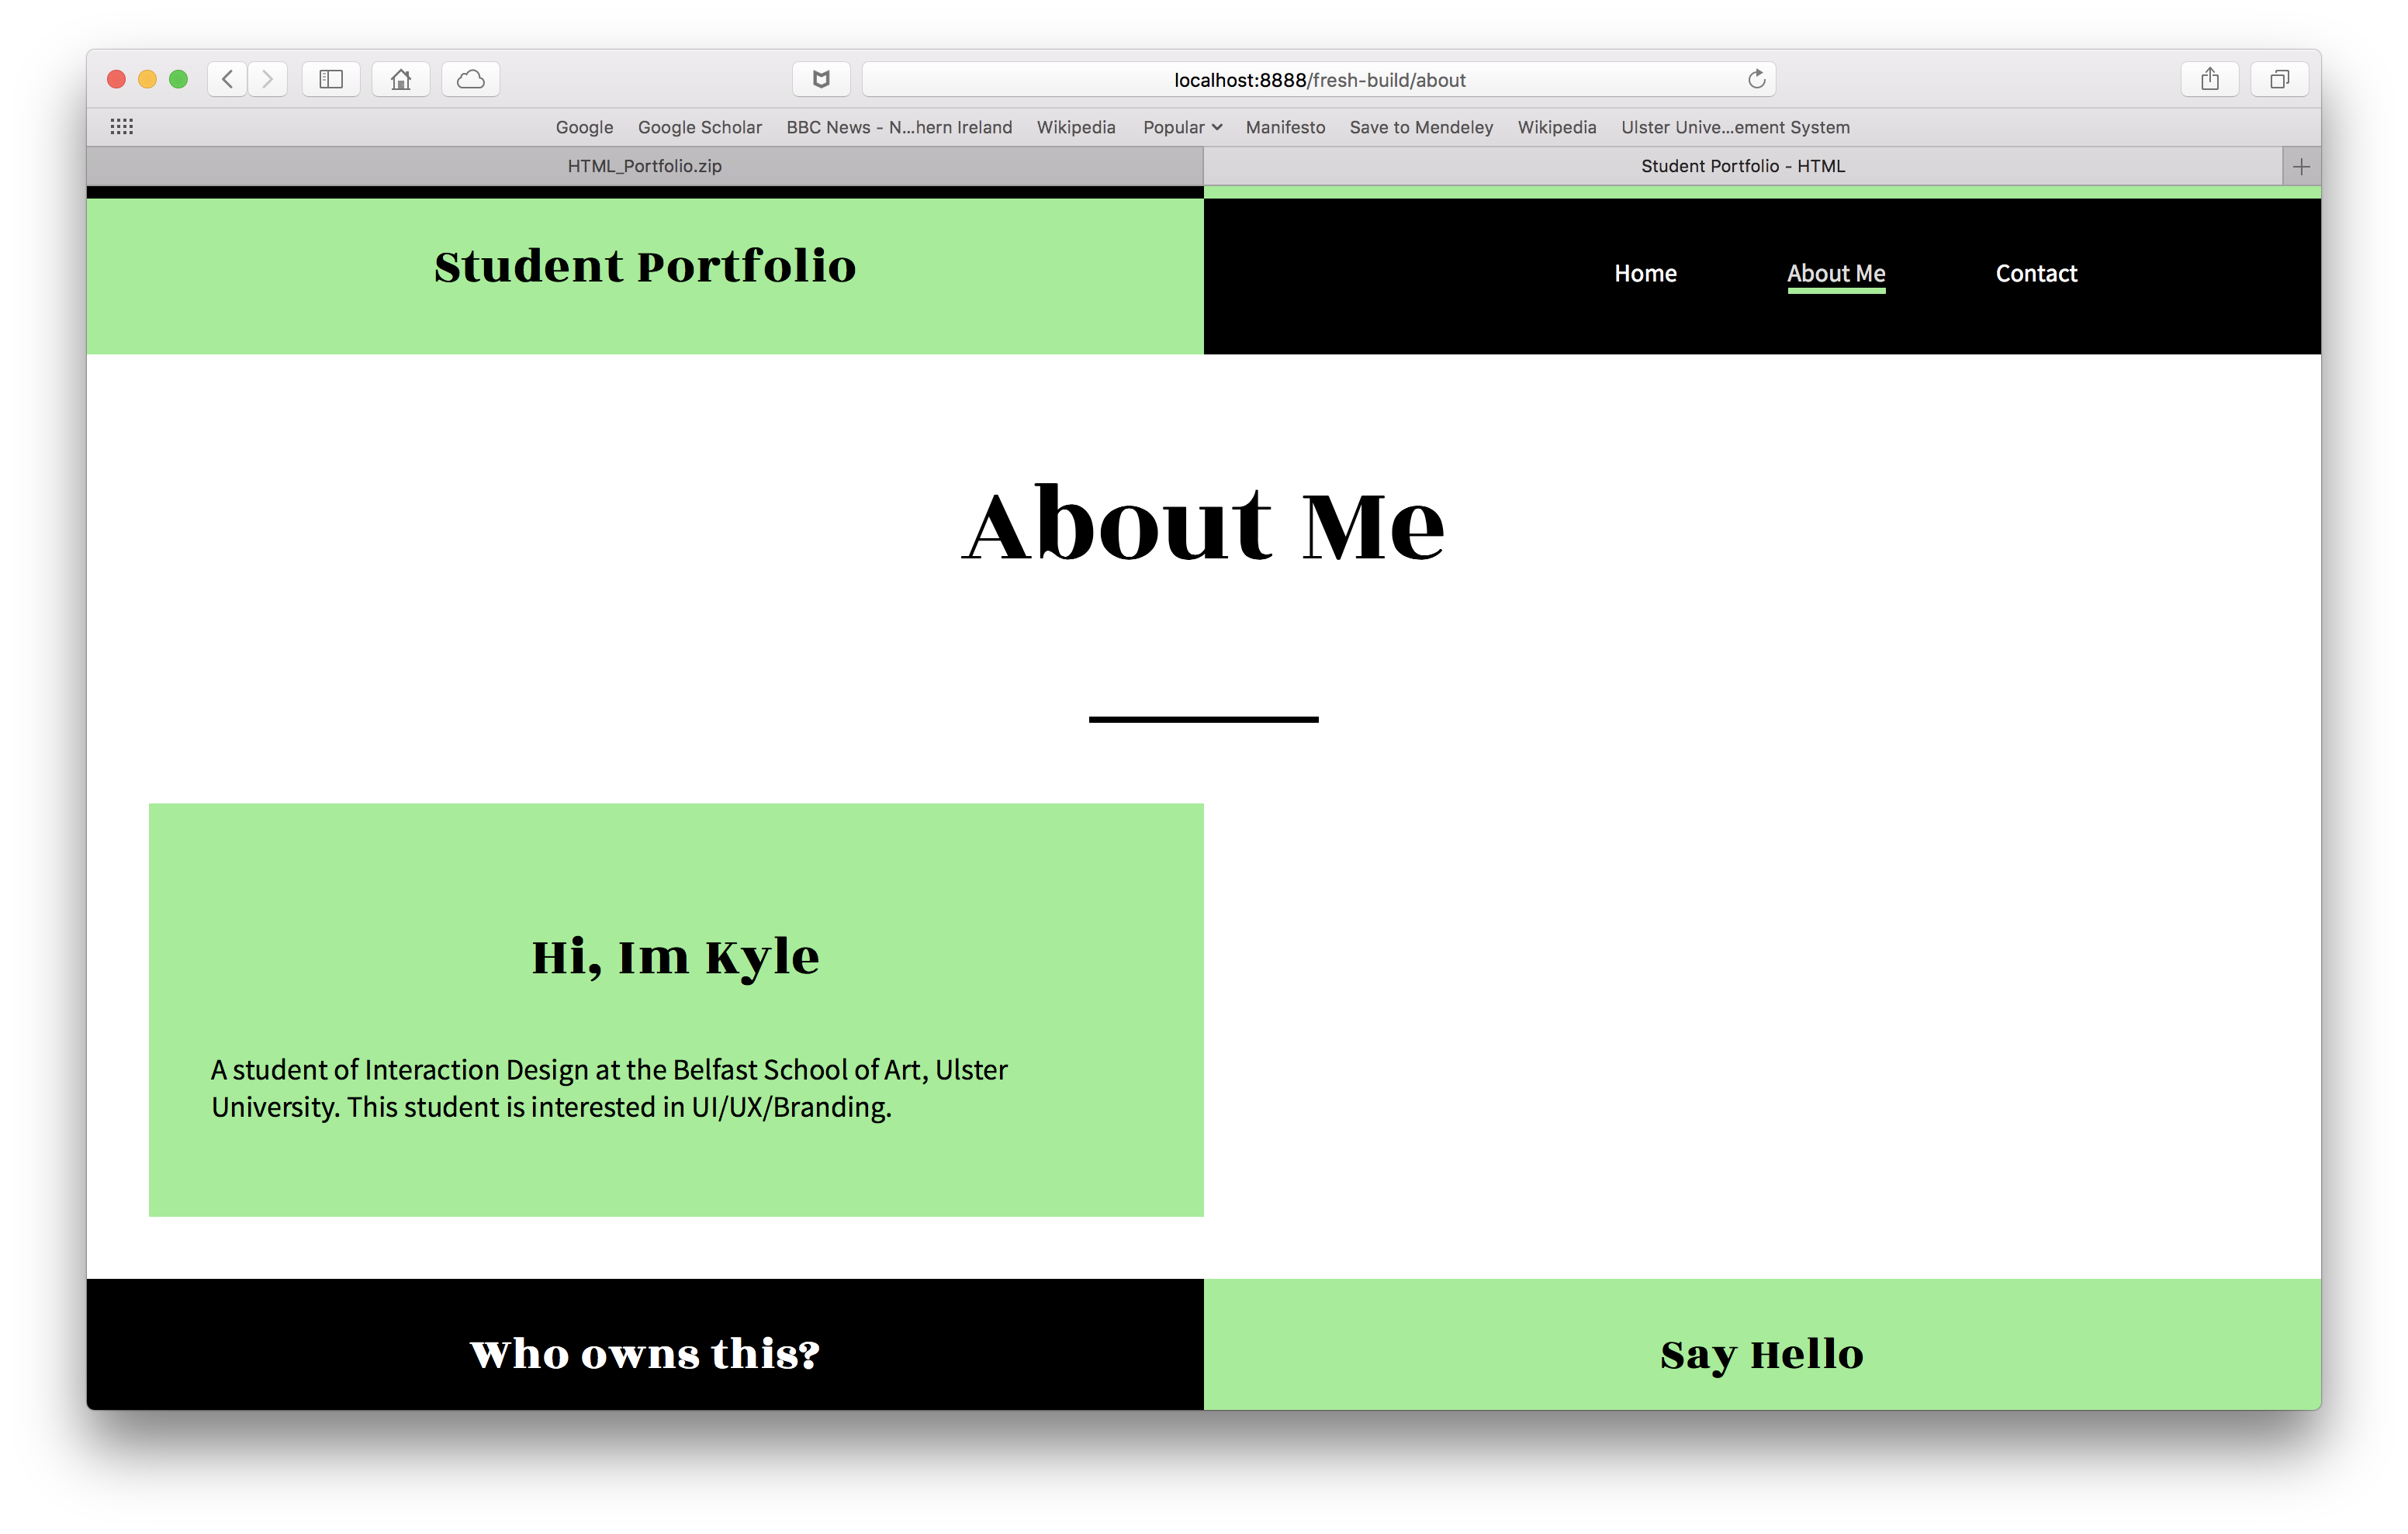 localhost:8888/fresh-build/about
Google Google Scholar BBC News - N...hern Ireland Wikipedia Popular Manifesto Save to Mendeley Wikipedia Ulster Unive...ement System
HTML_Portfolio.zip Student Portfolio - HTML
Student Portfolio
Home About Me Contact
About Me
Hi, Im Kyle
A student of Interaction Design at the Belfast School of Art, Ulster
University. This student is interested in UI/UX/Branding.
Who owns this? Say Hello